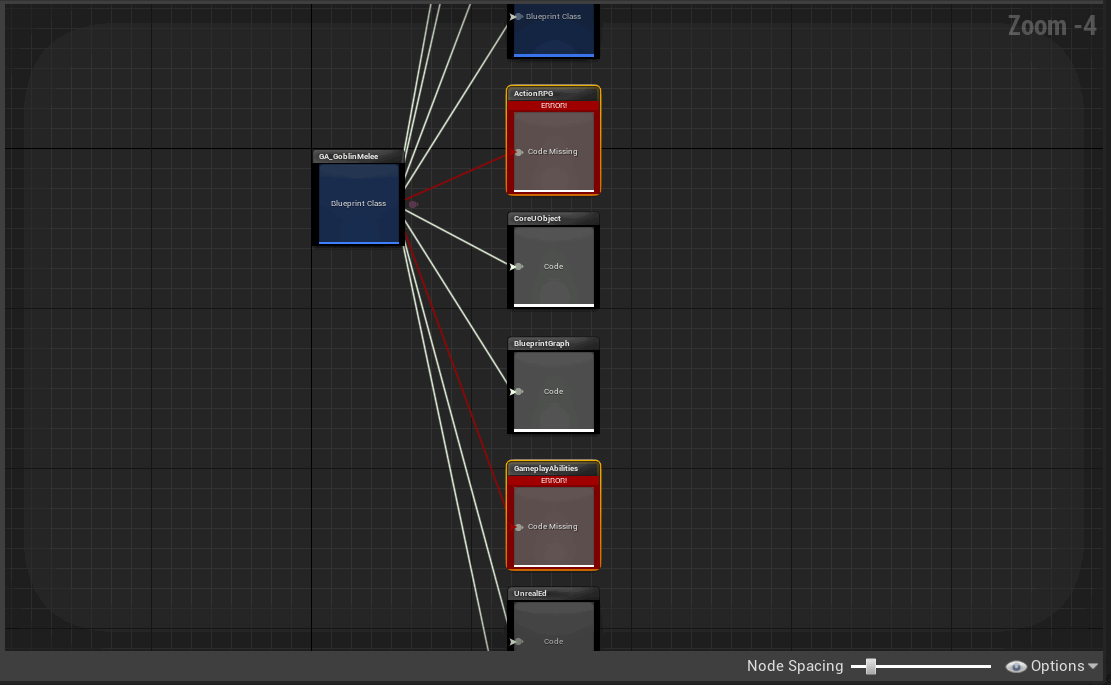 Blueprint Class
Zoom -4
ActionRPG
ERROR!
Code Missing
GA_GoblinMelee
Blueprint Class
CoreUObject
Code
BlueprintGraph
Code
GameplayAbilities
ERROR!
Code Missing
UnrealEd
Code
Node Spacing
Options